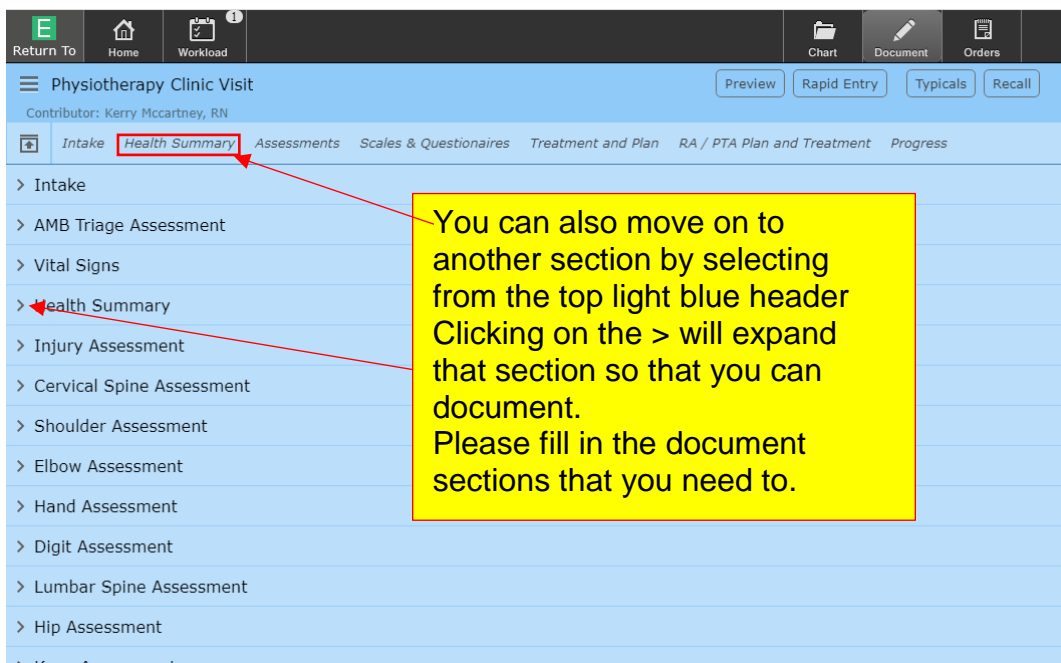 E
1
Return To Home Workload Chart Document Orders
Physiotherapy Clinic Visit Preview Rapid Entry Typicals Recall
Contributor: Kerry Mccartney, RN
Intake Health Summary Assessments Scales & Questionaires Treatment and Plan RA / PTA Plan and Treatment Progress
> Intake
> AMB Triage Assessment
> Vital Signs
> Health Summary
> Injury Assessment
> Cervical Spine Assessment
> Shoulder Assessment
> Elbow Assessment
> Hand Assessment
> Digit Assessment
> Lumbar Spine Assessment
> Hip Assessment
You can also move on to
another section by selecting
from the top light blue header
Clicking on the > will expand
that section so that you can
document.
Please fill in the document
sections that you need to.